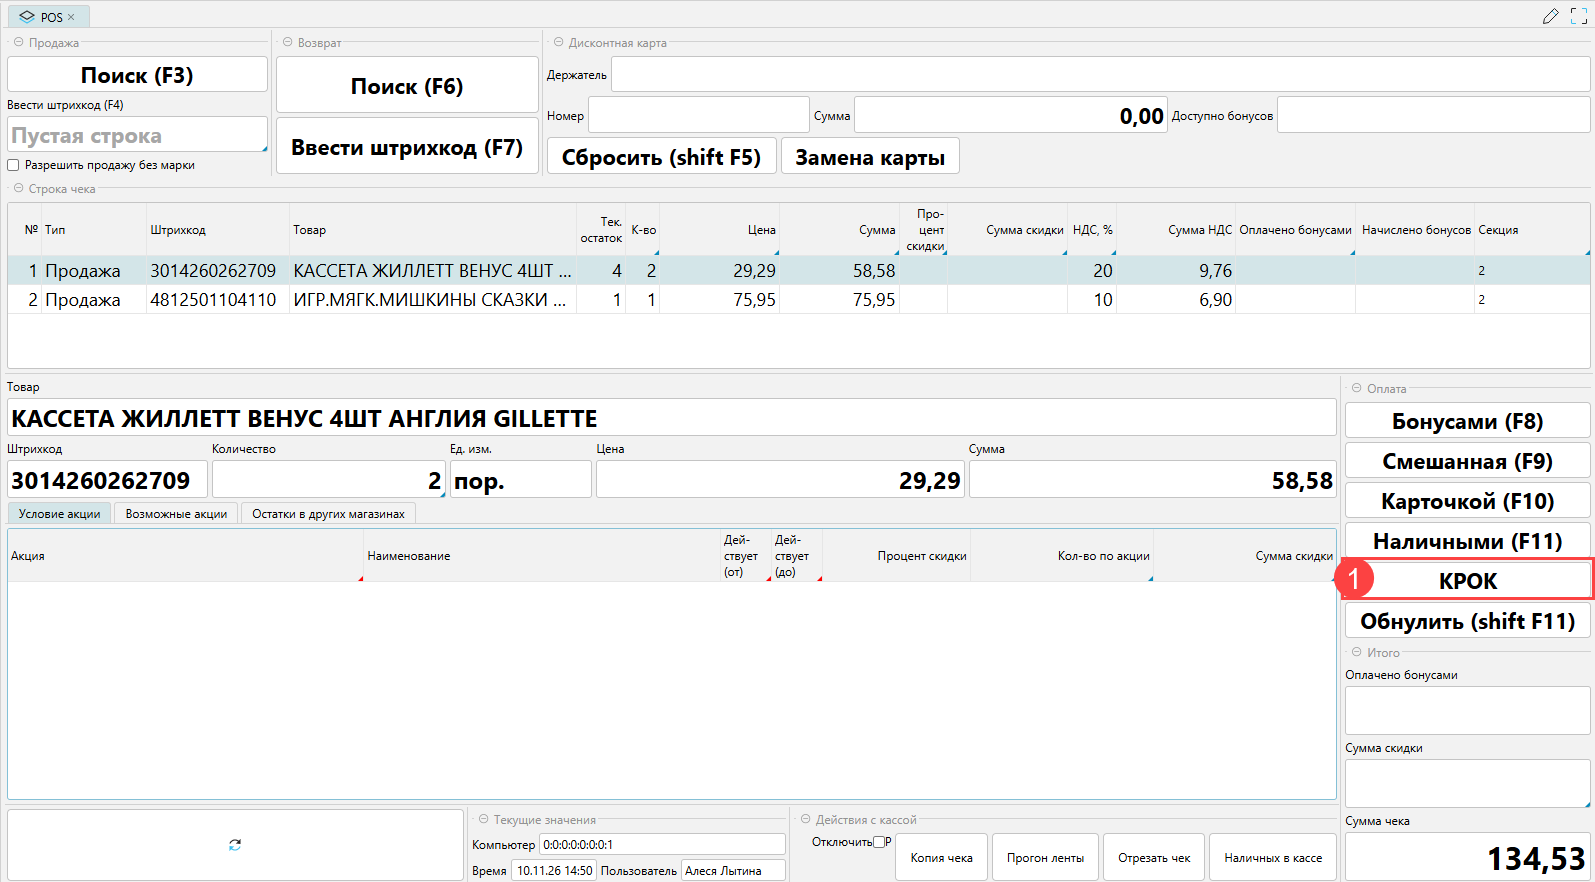 POS
Продажа
Поиск (F3)
Ввести штрихкод (F4)
Пустая строка
Разрешить продажу без марки
Возврат
Поиск (F6)
Ввести штрихкод (F7)
Дисконтная карта
Держатель
Номер
Сумма 0,00 Доступно бонусов
Сбросить (shift F5) Замена карты
Строка чека
№ Тип Штрихкод Товар Тек. остаток К-во Цена Сумма Про-цент скидки Сумма скидки НДС, % Сумма НДС Оплачено бонусами Начислено бонусов Секция
1 Продажа 3014260262709 КАССЕТА ЖИЛЛЕТТ ВЕНУС 4ШТ ... 4 2 29,29 58,58 20 9,76 2
2 Продажа 4812501104110 ИГР.МЯГК.МИШКИНЫ СКАЗКИ ... 1 1 75,95 75,95 10 6,90 2
Товар
КАССЕТА ЖИЛЛЕТТ ВЕНУС 4ШТ АНГЛИЯ GILLETTE
Штрихкод Количество Ед. изм. Цена Сумма
3014260262709 2 пор. 29,29 58,58
Условие акции Возможные акции Остатки в других магазинах
Акция Наименование Дей-ствует (от) Дей-ствует (до) Процент скидки Кол-во по акции Сумма скидки
Оплата
Бонусами (F8)
Смешанная (F9)
Карточкой (F10)
Наличными (F11)
1 КРОК
Обнулить (shift F11)
Итого
Оплачено бонусами
Сумма скидки
Сумма чека
134,53
Текущие значения
Компьютер 0:0:0:0:0:0:0:1
Время 10.11.26 14:50 Пользователь Алеся Лытина
Действия с кассой
Отключить Р
Копия чека Прогон ленты Отрезать чек Наличных в кассе